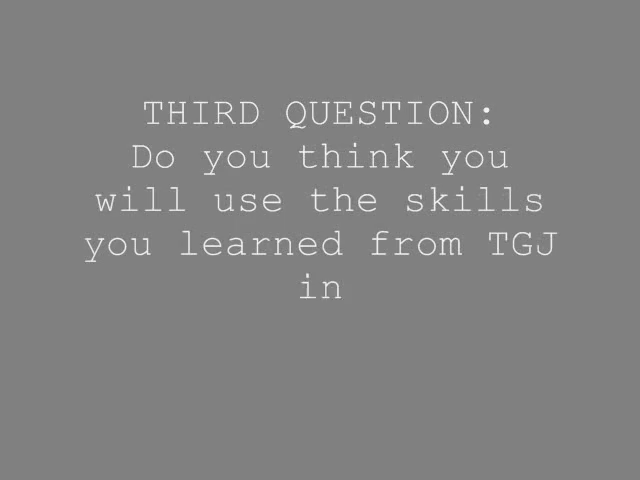 THIRD QUESTION:
Do you think you
will use the skills
you learned from TGJ
in